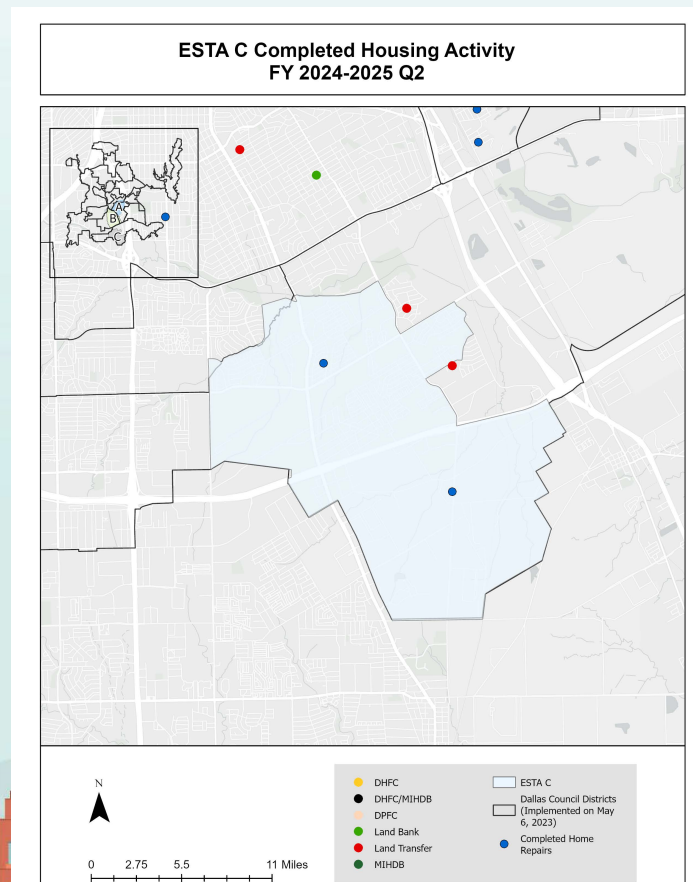 ESTA C Completed Housing Activity
FY 2024-2025 Q2
A
B
C
N
0 2.75 5.5 11 Miles
DHFC
DHFC/MIHDB
DPFC
Land Bank
Land Transfer
MIHDB
ESTA C
Dallas Council Districts
(Implemented on May
6, 2023)
Completed Home
Repairs